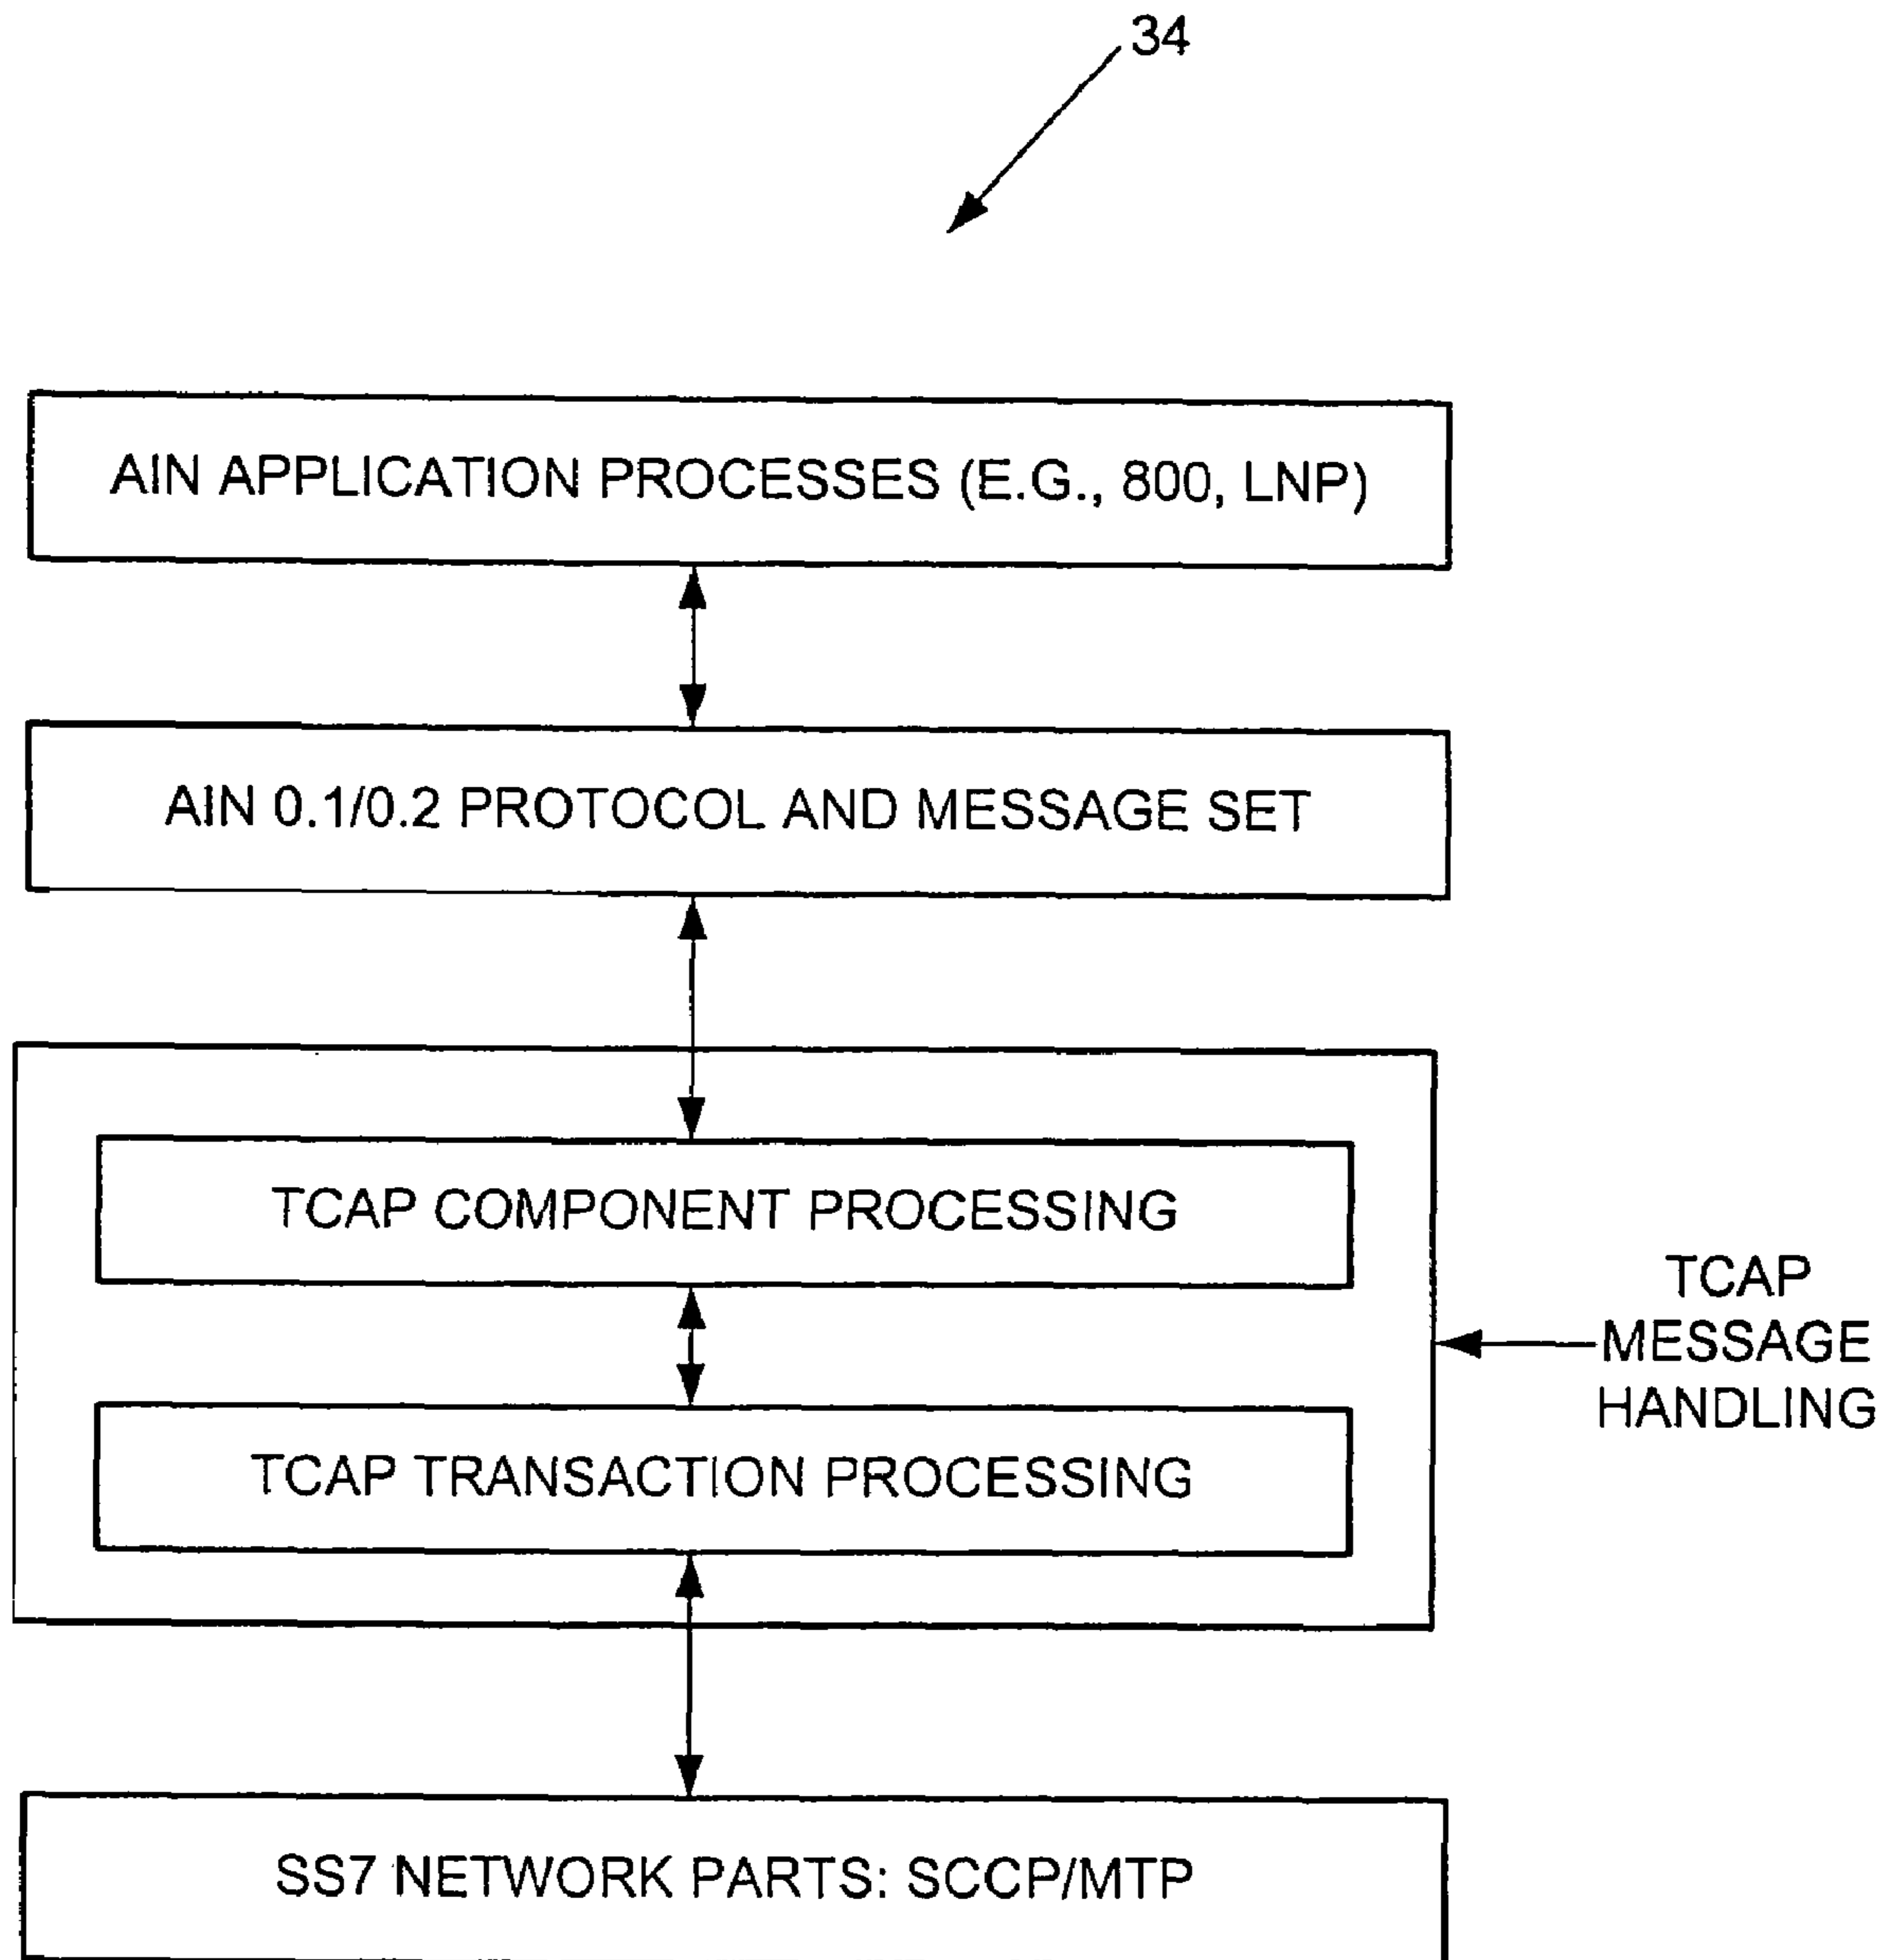 34
AIN APPLICATION PROCESSES (E.G., 800, LNP)
AIN 0.1/0.2 PROTOCOL AND MESSAGE SET
TCAP COMPONENT PROCESSING
TCAP
MESSAGE
HANDLING
TCAP TRANSACTION PROCESSING
SS7 NETWORK PARTS: SCCP/MTP